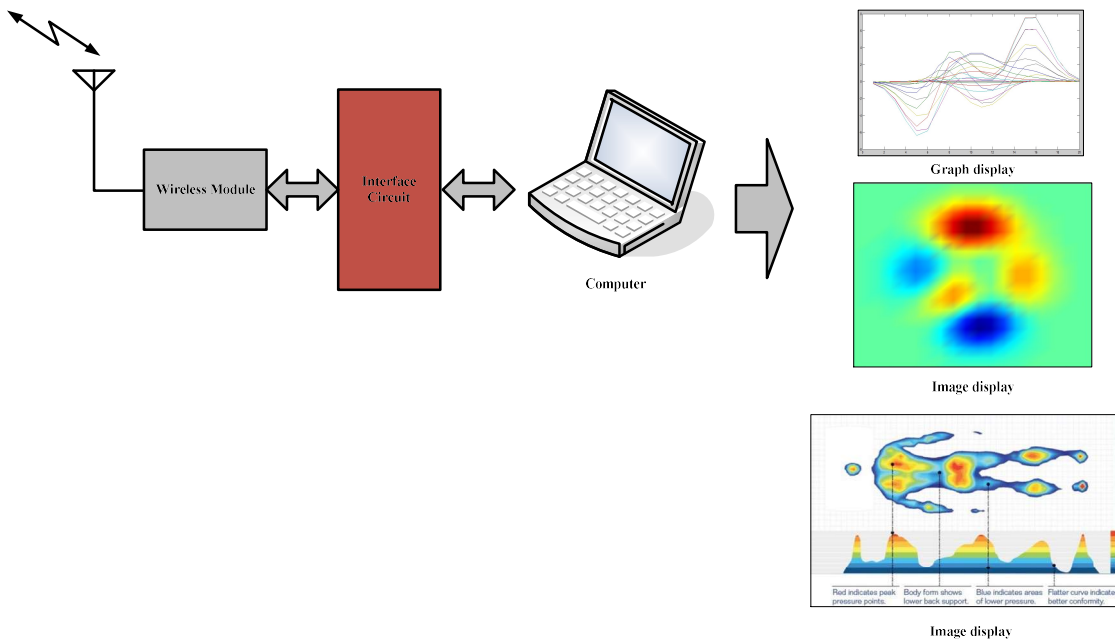 Wireless Module
Interface
Circuit
Computer
Graph display
Image display
Red indicates peak
pressure points.
Body form shows
lower back support.
Blue indicates areas
of lower pressure.
Flatter curve indicate
better conformity.
Image display